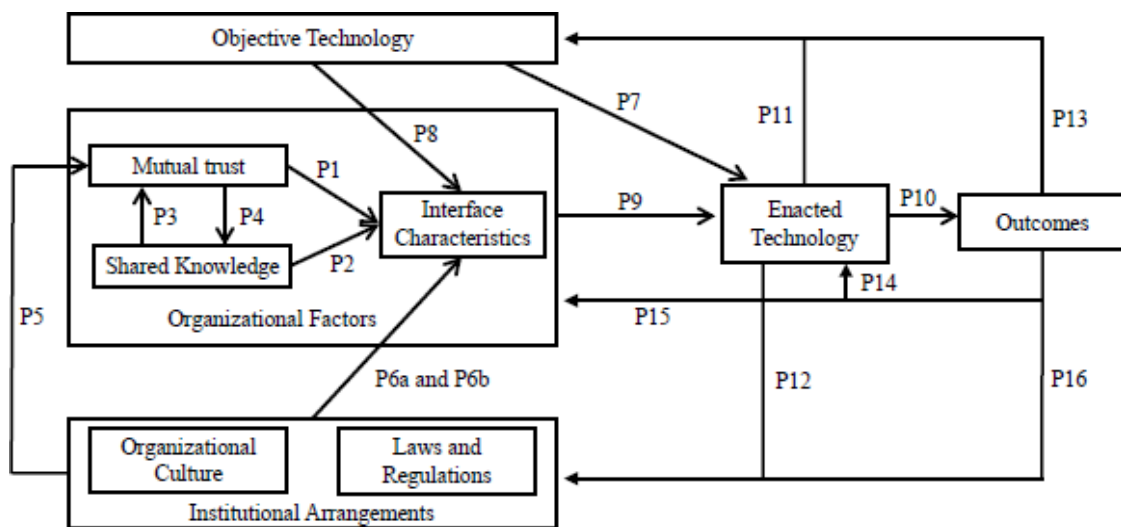 Objective Technology
P7
P11
P13
P8
Mutual trust
P1
P3
P4
Interface
Characteristics
P9
Enacted
Technology
P10
Outcomes
Shared Knowledge
P2
P14
P5
Organizational Factors
P15
P6a and P6b
P12
P16
Organizational
Culture
Laws and
Regulations
Institutional Arrangements